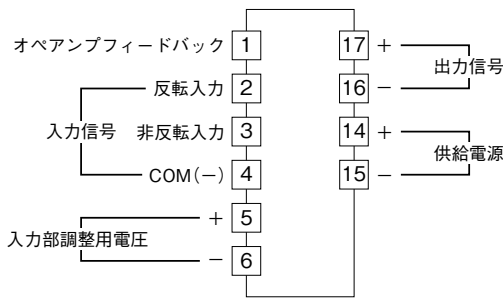 オペアンプフィードバック 1
反転入力 2
入力信号
非反転入力 3
COM(−) 4
+ 5
入力部調整用電圧
− 6
17 +
出力信号
16 −
14 +
供給電源
15 −